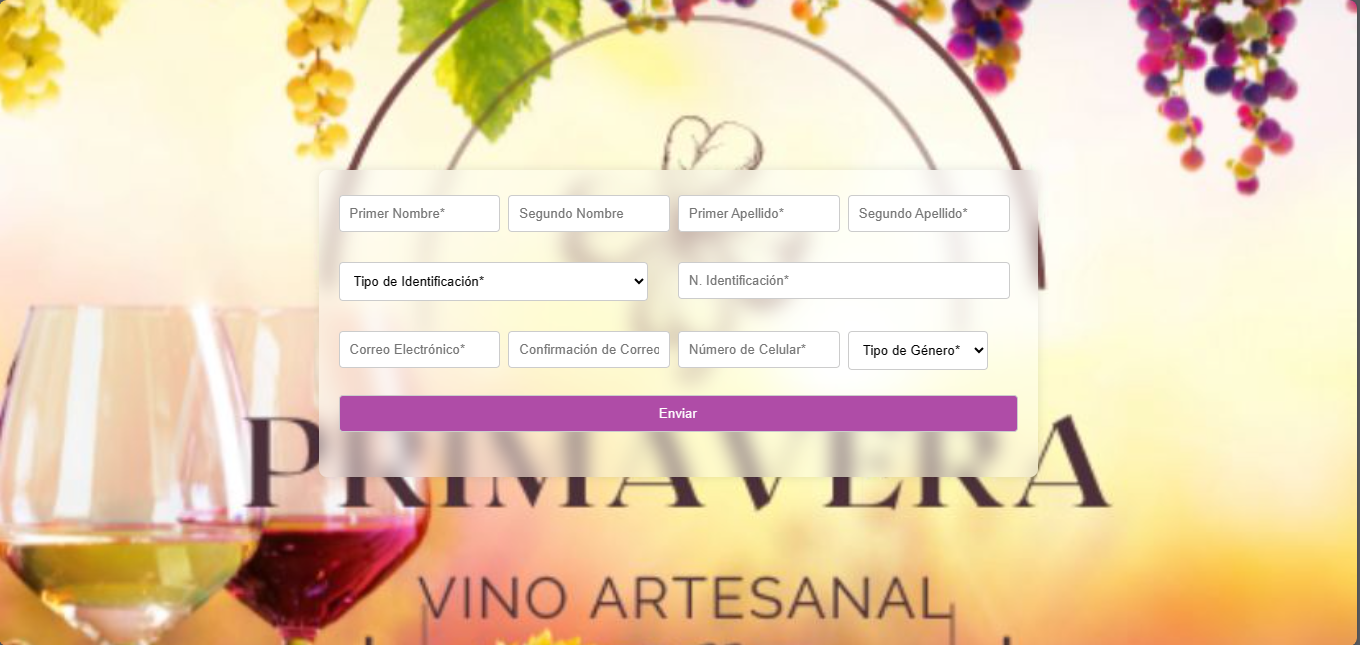 Primer Nombre* Segundo Nombre Primer Apellido* Segundo Apellido*
Tipo de Identificación* N. Identificación*
Correo Electrónico* Confirmación de Correo Número de Celular* Tipo de Género*
Enviar
PRIMAVERA
VINO ARTESANAL